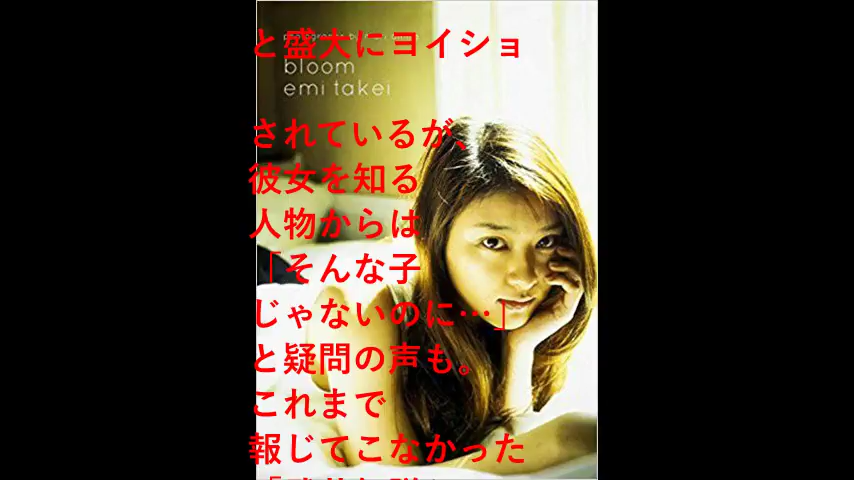 と盛大にヨイショ
bloom
emi takei
されているが、
彼女を知る
人物からは
「そんな子
じゃないのに…」
と疑問の声も。
これまで
報じてこなかった